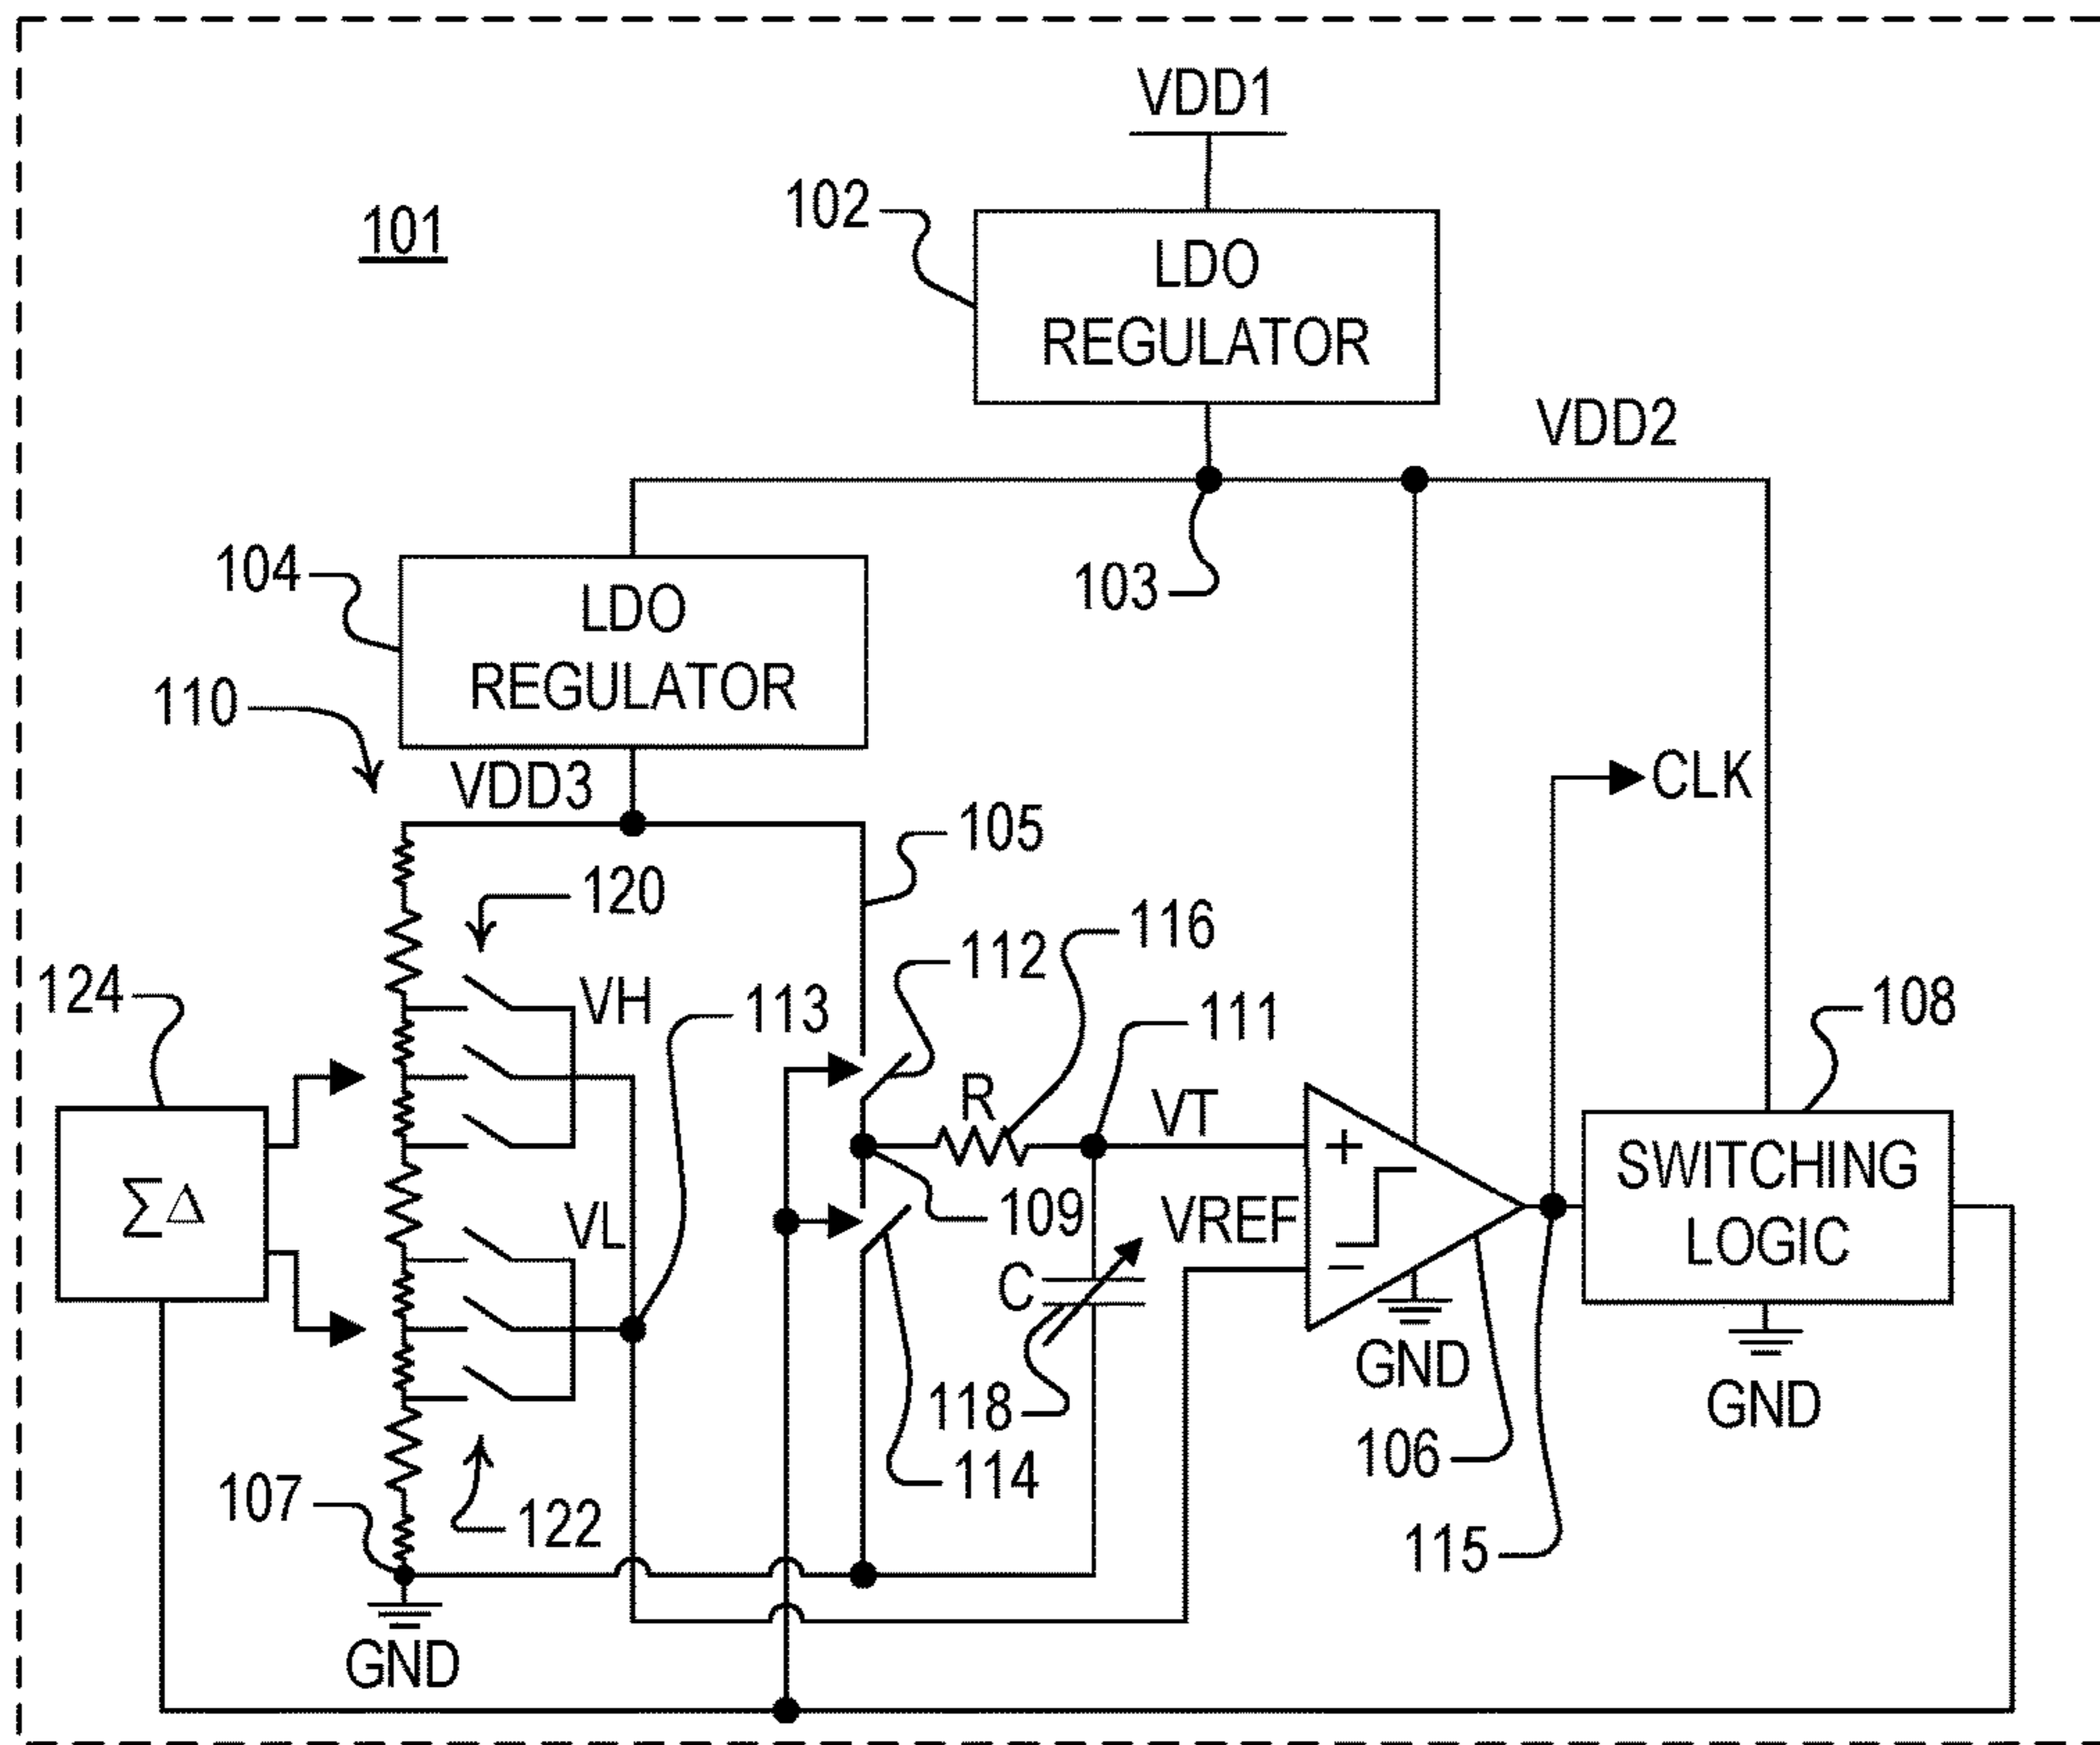 VDD1
102
101
LDO
REGULATOR
VDD2
104
103
LDO
REGULATOR
110
VDD3
CLK
105
120
116
112
124
VH
113
111
108
R
VT
ΣΔ
VL
109
VREF
+
−
SWITCHING
LOGIC
C
GND
118
GND
106
114
107
122
115
GND